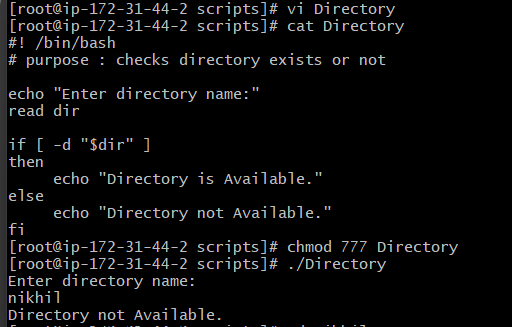 [root@ip-172-31-44-2 scripts]# vi Directory
[root@ip-172-31-44-2 scripts]# cat Directory
#! /bin/bash
# purpose : checks directory exists or not
echo "Enter directory name:"
read dir
if [ -d "$dir" ]
then
     echo "Directory is Available."
else
     echo "Directory not Available."
fi
[root@ip-172-31-44-2 scripts]# chmod 777 Directory
[root@ip-172-31-44-2 scripts]# ./Directory
Enter directory name:
nikhil
Directory not Available.